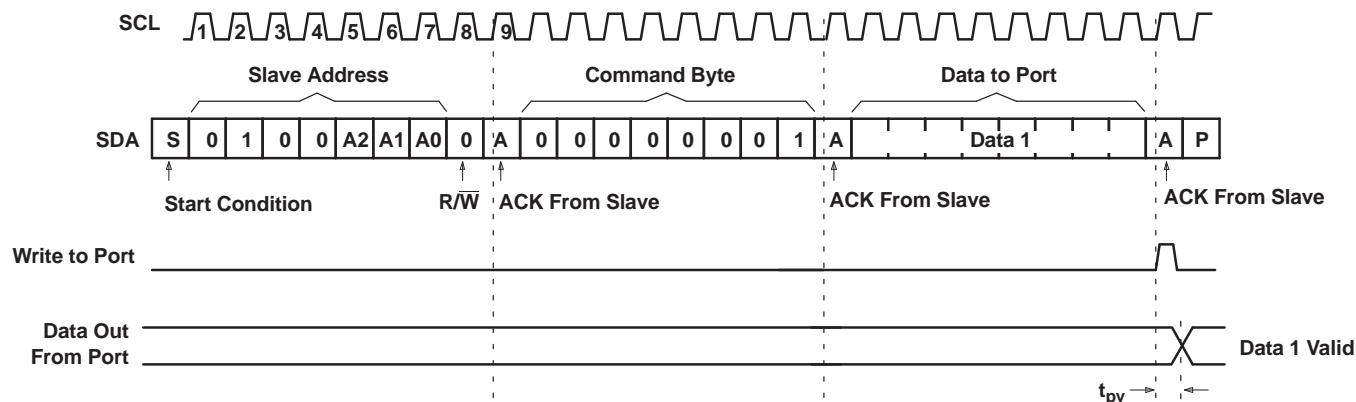 SCL 1 2 3 4 5 6 7 8 9
Slave Address Command Byte Data to Port
SDA S 0 1 0 0 A2 A1 A0 0 A 0 0 0 0 0 0 0 1 A Data 1 A P
Start Condition R/W̅ ACK From Slave ACK From Slave ACK From Slave
Write to Port
Data Out
From Port
Data 1 Valid
tpv